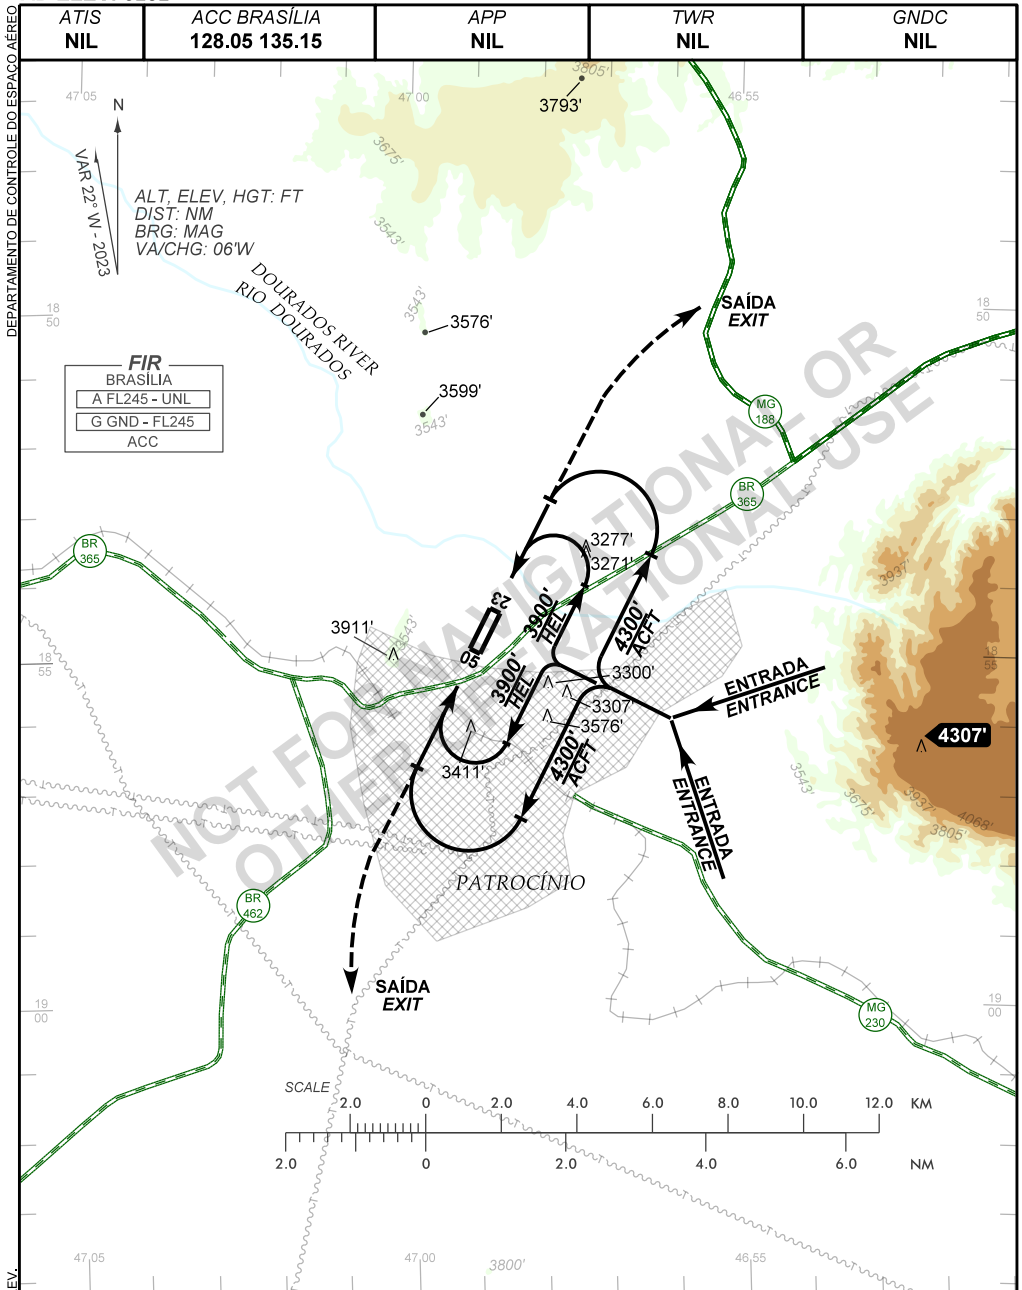 ATIS
NIL
ACC BRASÍLIA
128.05 135.15
APP
NIL
TWR
NIL
GNDC
NIL
DEPARTAMENTO DE CONTROLE DO ESPAÇO AÉREO
47 05
47 00
46 55
3805'
3793'
N
VAR 22° W - 2023
ALT, ELEV, HGT: FT
DIST: NM
BRG: MAG
VA/CHG: 06'W
3675'
3543'
DOURADOS RIVER
RIO DOURADOS
3543'
3576'
3599'
3543'
18
50
18
50
SAÍDA
EXIT
FIR
BRASÍLIA
A FL245 - UNL
G GND - FL245
ACC
MG
188
BR
365
BR
365
NOT FOR NAVIGATIONAL OR
OTHER OPERATIONAL USE
3277'
3271'
3937'
23
05
3900'
HEL
4300'
ACFT
3911'
3543'
3900'
HEL
3300'
3307'
3576'
4300'
ACFT
3411'
18
55
18
55
ENTRADA
ENTRANCE
4307'
ENTRADA
ENTRANCE
3543'
3675'
3937'
4068'
3805'
PATROCÍNIO
BR
462
SAÍDA
EXIT
19
00
19
00
MG
230
SCALE
2.0 0 2.0 4.0 6.0 8.0 10.0 12.0 KM
2.0 0 2.0 4.0 6.0 NM
47 05
47 00
46 55
3800'
EV.